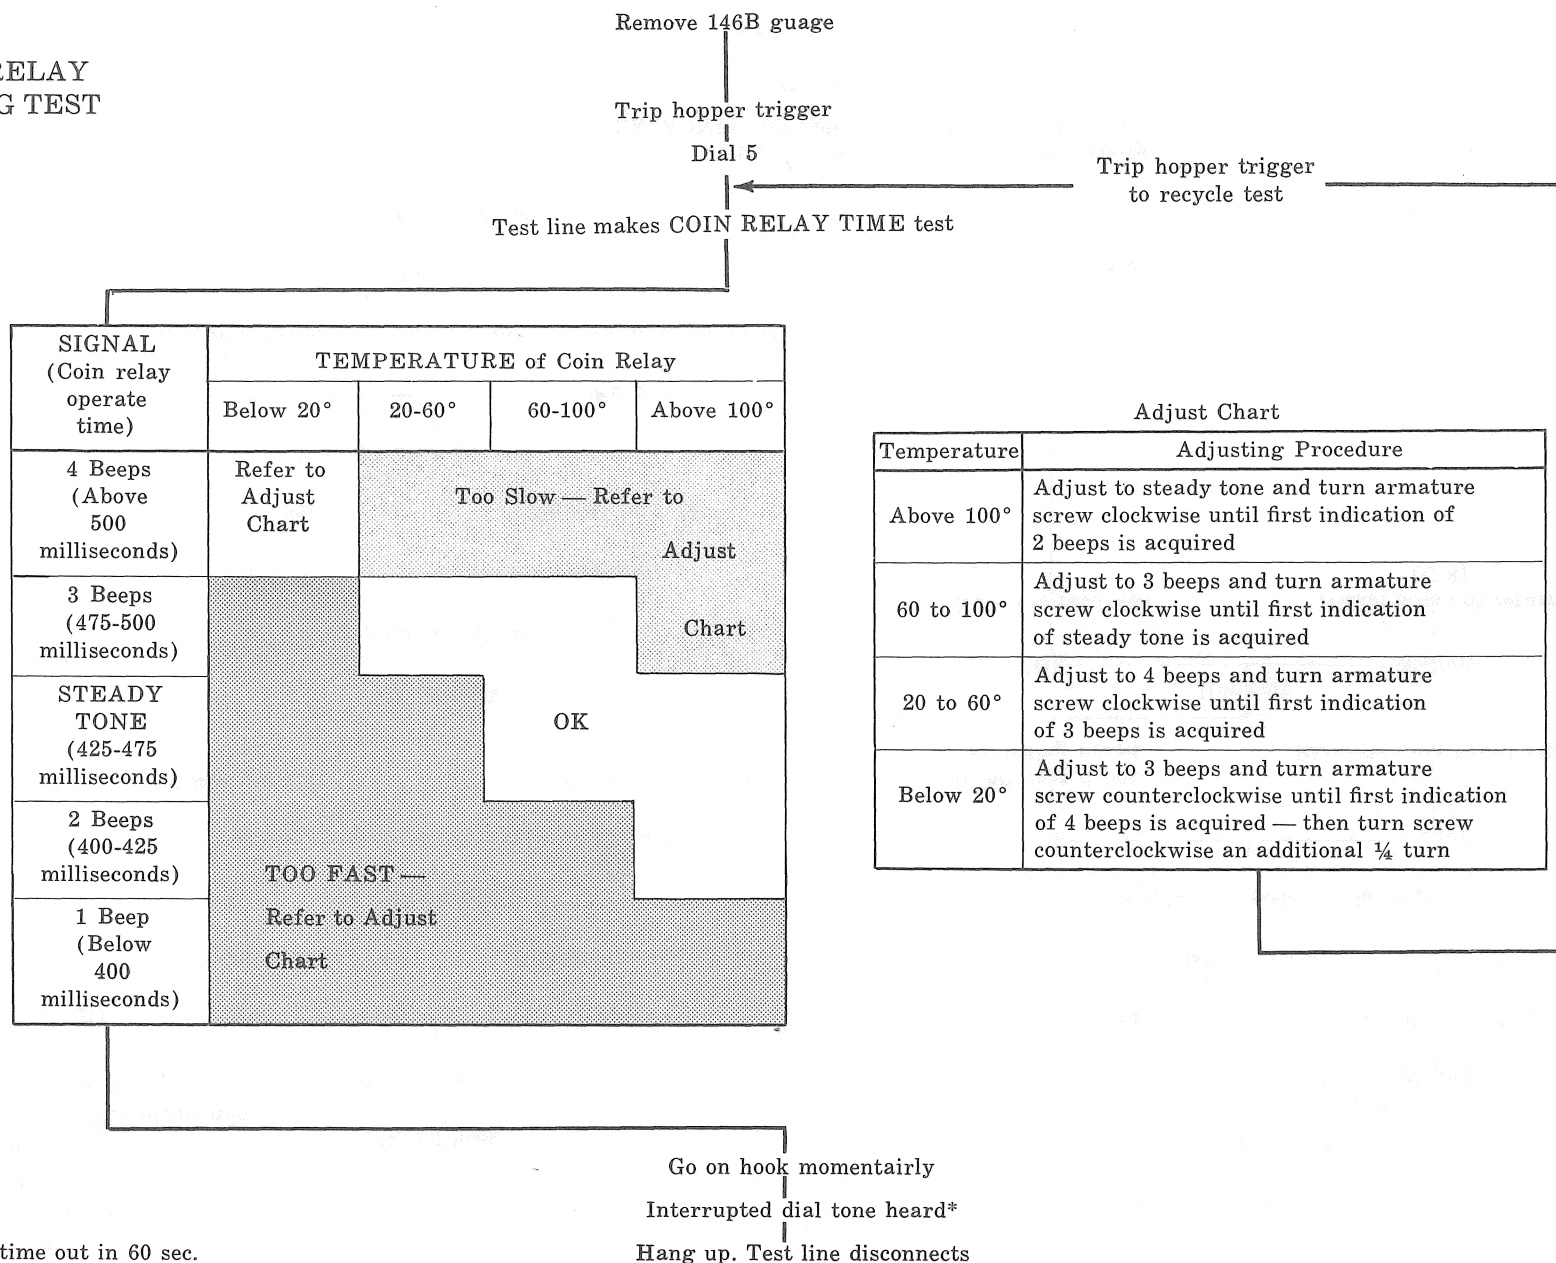 Remove 146B guage
RELAY
G TEST
Trip hopper trigger
Dial 5
Trip hopper trigger
to recycle test
Test line makes COIN RELAY TIME test
SIGNAL
(Coin relay
operate
time)
TEMPERATURE of Coin Relay
Below 20°
20-60°
60-100°
Above 100°
4 Beeps
(Above
500
milliseconds)
Refer to
Adjust
Chart
Too Slow — Refer to
Adjust
Chart
3 Beeps
(475-500
milliseconds)
STEADY
TONE
(425-475
milliseconds)
OK
2 Beeps
(400-425
milliseconds)
TOO FAST —
Refer to Adjust
Chart
1 Beep
(Below
400
milliseconds)
Adjust Chart
Temperature
Adjusting Procedure
Above 100°
Adjust to steady tone and turn armature
screw clockwise until first indication of
2 beeps is acquired
60 to 100°
Adjust to 3 beeps and turn armature
screw clockwise until first indication
of steady tone is acquired
20 to 60°
Adjust to 4 beeps and turn armature
screw clockwise until first indication
of 3 beeps is acquired
Below 20°
Adjust to 3 beeps and turn armature
screw counterclockwise until first indication
of 4 beeps is acquired — then turn screw
counterclockwise an additional ¼ turn
Go on hook momentairly
Interrupted dial tone heard*
time out in 60 sec.
Hang up. Test line disconnects